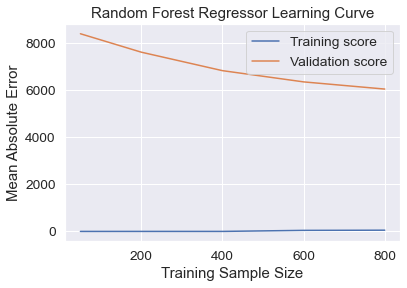 Random Forest Regressor Learning Curve
Training score
Validation score
Mean Absolute Error
8000
6000
4000
2000
0
200
400
600
800
Training Sample Size